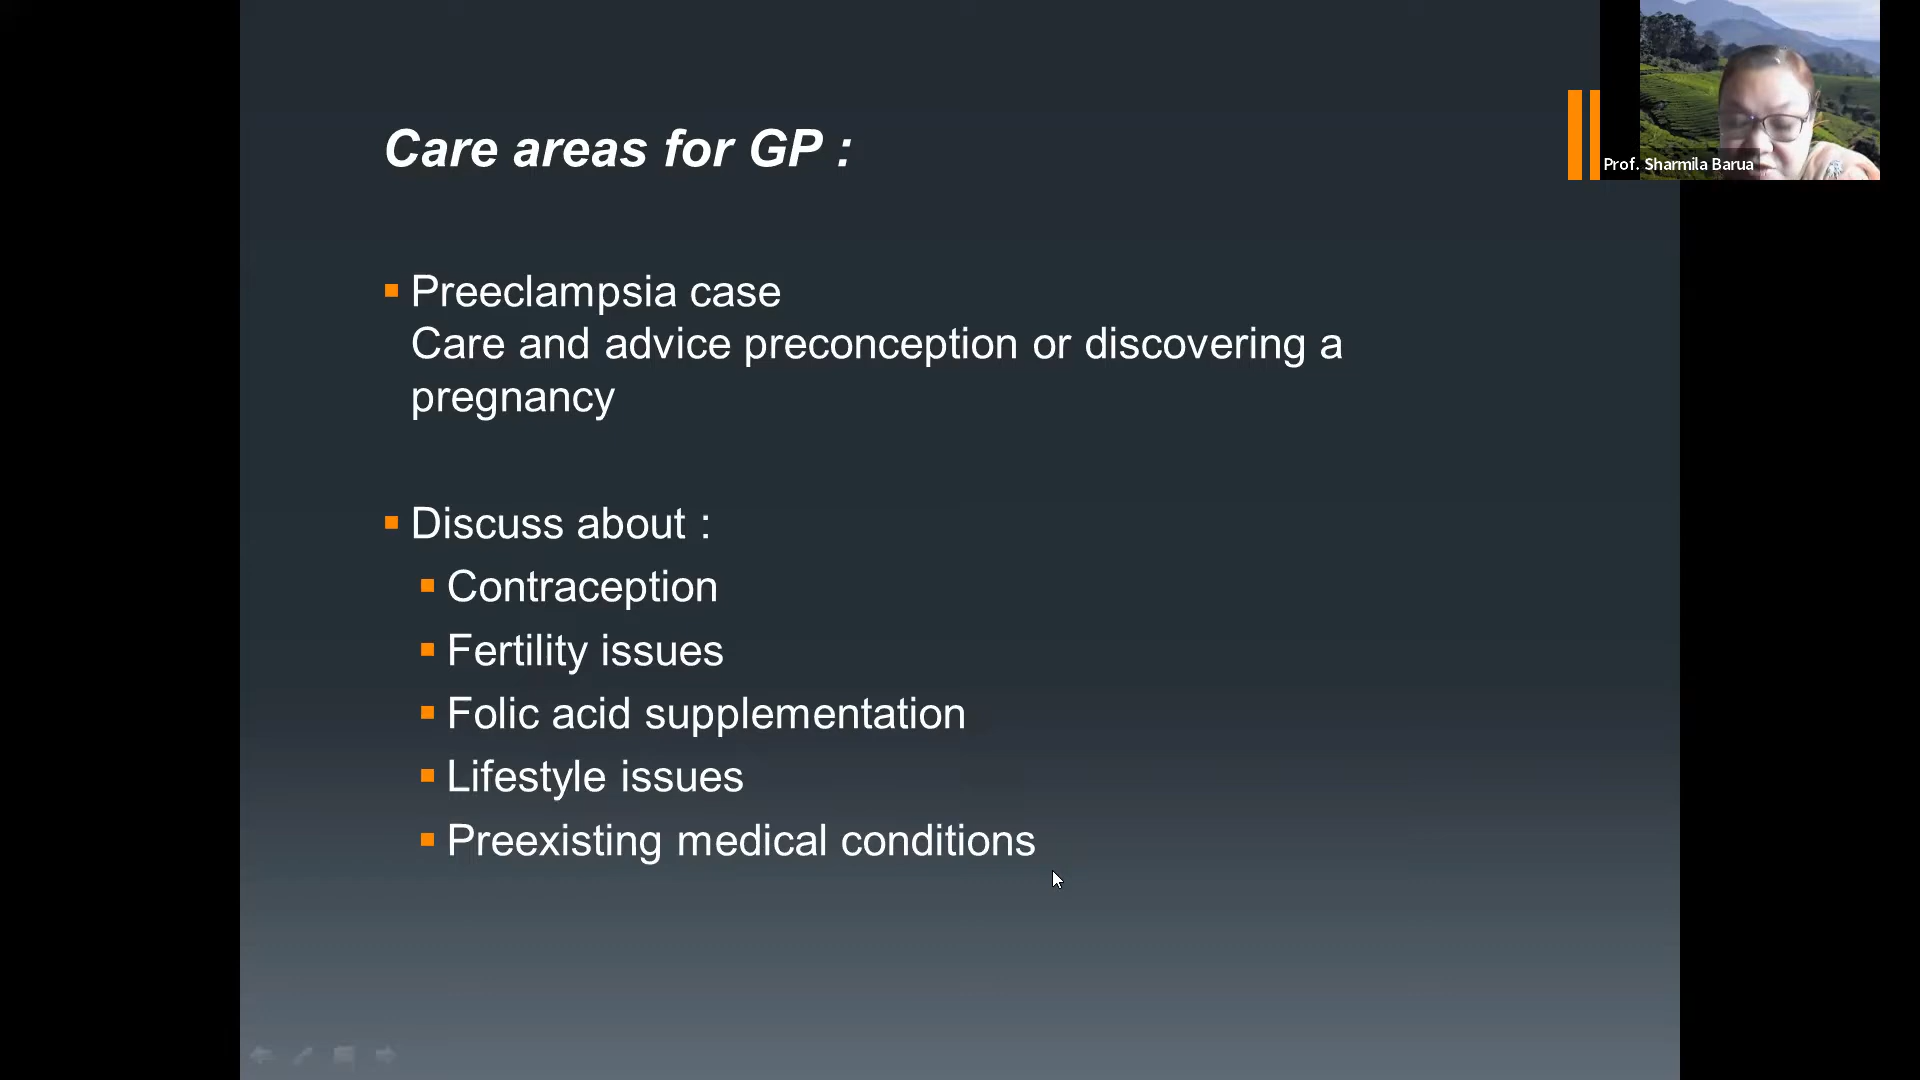 Care areas for GP :
Prof. Sharmila Barua
Preeclampsia case
Care and advice preconception or discovering a
pregnancy
Discuss about :
Contraception
Fertility issues
Folic acid supplementation
Lifestyle issues
Preexisting medical conditions